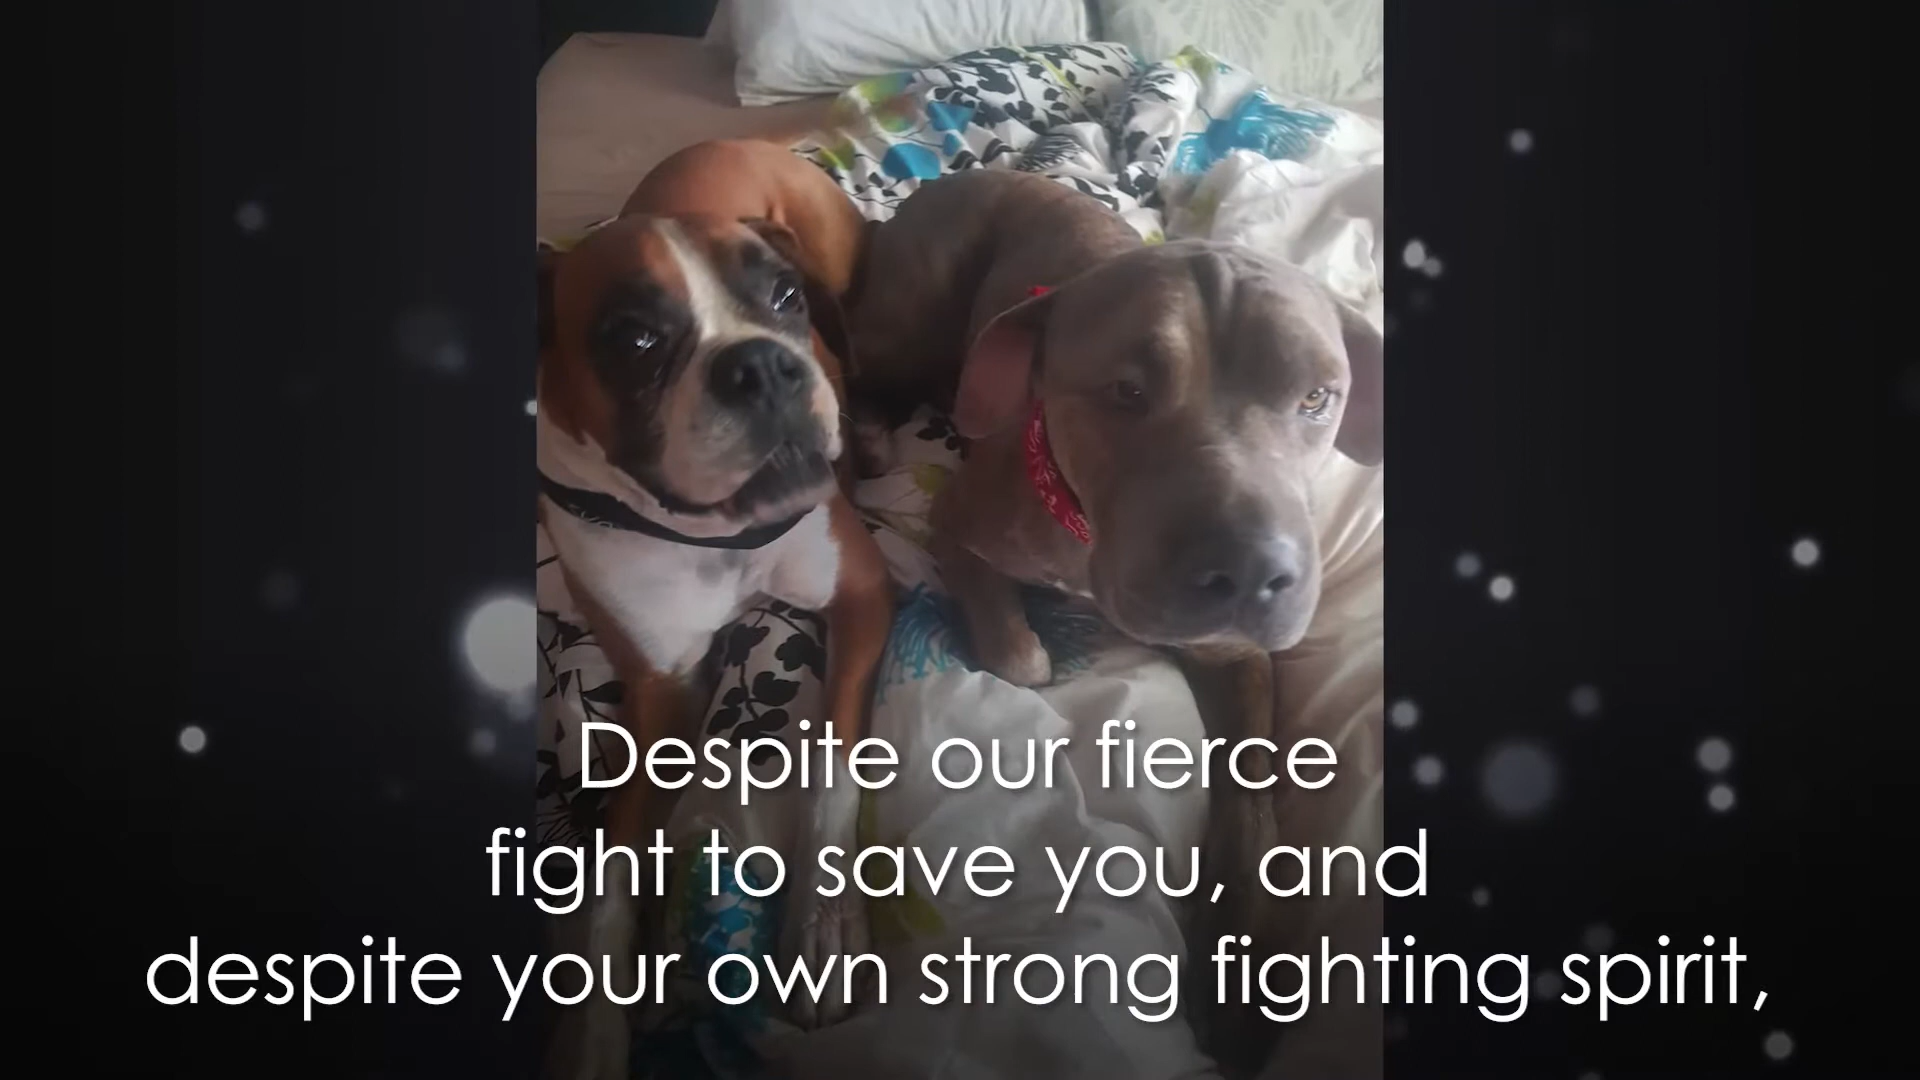 Despite our fierce
fight to save you, and
despite your own strong fighting spirit,